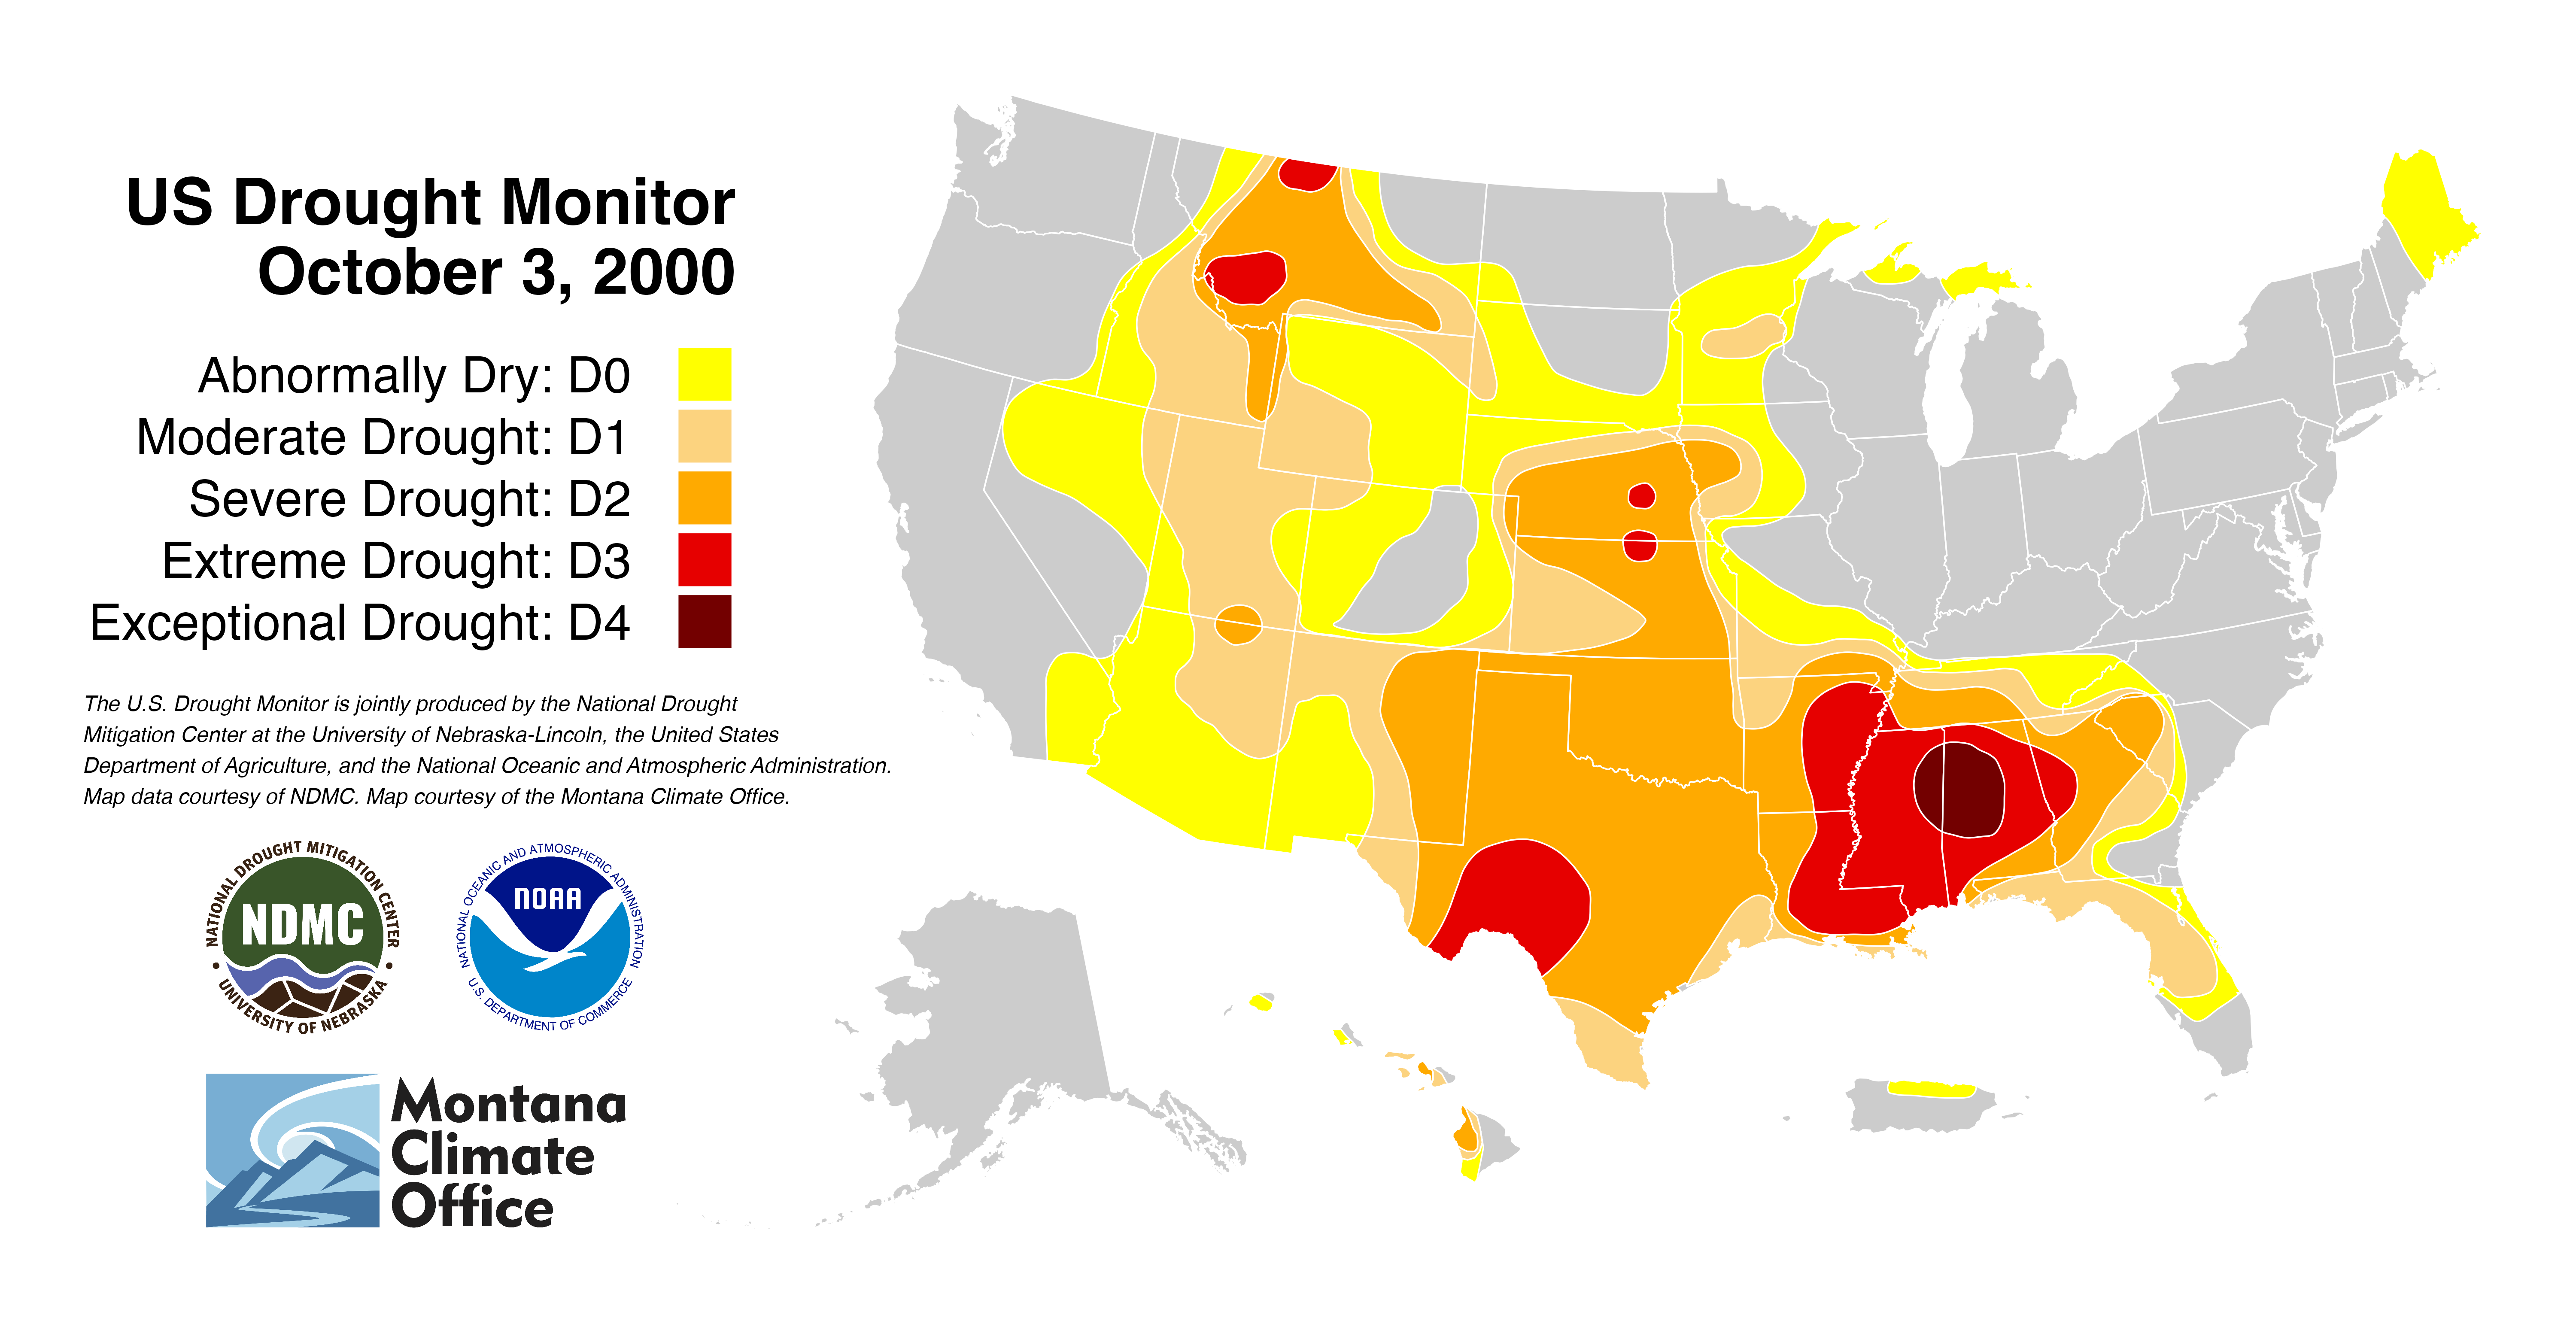 US Drought Monitor
October 3, 2000
Abnormally Dry: D0
Moderate Drought: D1
Severe Drought: D2
Extreme Drought: D3
Exceptional Drought: D4
The U.S. Drought Monitor is jointly produced by the National Drought
Mitigation Center at the University of Nebraska-Lincoln, the United States
Department of Agriculture, and the National Oceanic and Atmospheric Administration.
Map data courtesy of NDMC. Map courtesy of the Montana Climate Office.
NATIONAL DROUGHT MITIGATION CENTER
NDMC
• UNIVERSITY OF NEBRASKA •
NATIONAL OCEANIC AND ATMOSPHERIC ADMINISTRATION
NOAA
U.S. DEPARTMENT OF COMMERCE
Montana
Climate
Office